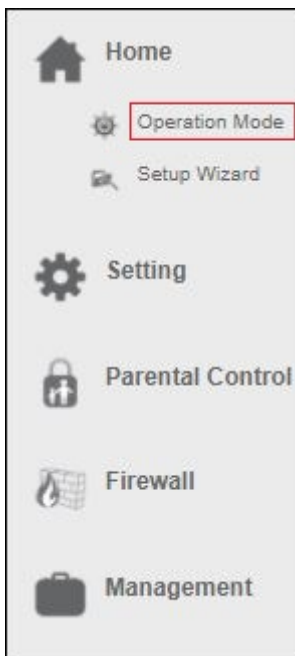 Home
Operation Mode
Setup Wizard
Setting
Parental Control
Firewall
Management